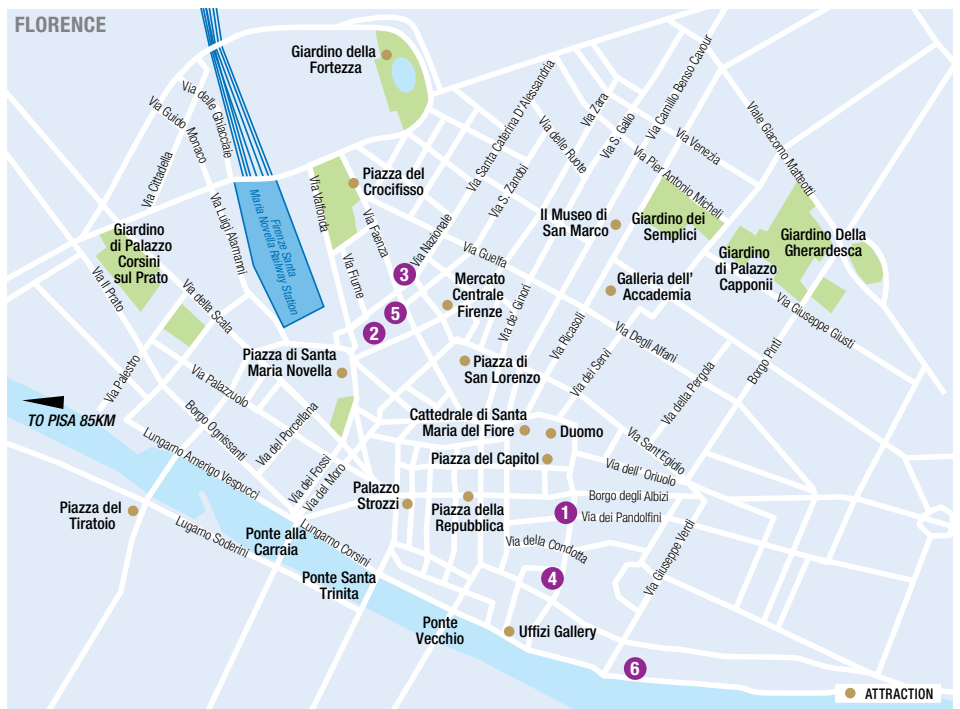 FLORENCE
Giardino della
Fortezza
Via delle Ghiacciaie
Via Guido Monaco
Via Cittadella
Via Luigi Alamanni
Firenze Santa
Maria Novella Railway Station
Via Valfonda
Piazza del
Crocifisso
Via Faenza
Via Fiume
Via Nazionale
Via Santa Caterina D'Alessandria
Via S. Zanobi
Via delle Ruote
Via Zara
Via S. Gallo
Via Camillo Benso Cavour
Via Venezia
Via Pier Antonio Micheli
Viale Giacomo Matteotti
Il Museo di
San Marco
Giardino dei
Semplici
Giardino
di Palazzo
Capponii
Giardino Della
Gherardesca
Giardino
di Palazzo
Corsini
sul Prato
Via Il Prato
Via della Scala
Via Guelfa
3
Mercato
Centrale
Firenze
5
2
Galleria dell'
Accademia
Via Giuseppe Giusti
Via de' Ginori
Via Ricasoli
Via dei Servi
Via Degli Alfani
Via della Pergola
Borgo Pinti
Piazza di Santa
Maria Novella
Piazza di
San Lorenzo
Via Palestro
Via Palazzuolo
TO PISA 85KM
Borgo Ognissanti
Via del Porcellana
Cattedrale di Santa
Maria del Fiore
Duomo
Via Sant'Egidio
Lungarno Amerigo Vespucci
Via dei Fossi
Via del Moro
Piazza del Capitol
Via dell' Oriuolo
Palazzo
Strozzi
Piazza della
Repubblica
Borgo degli Albizi
1
Via dei Pandolfini
Piazza del
Tiratoio
Lugarno Soderini
Ponte alla
Carraia
Lungarno Corsini
Via della Condotta
Via Giuseppe Verdi
Ponte Santa
Trinita
4
Ponte
Vecchio
Uffizi Gallery
6
ATTRACTION